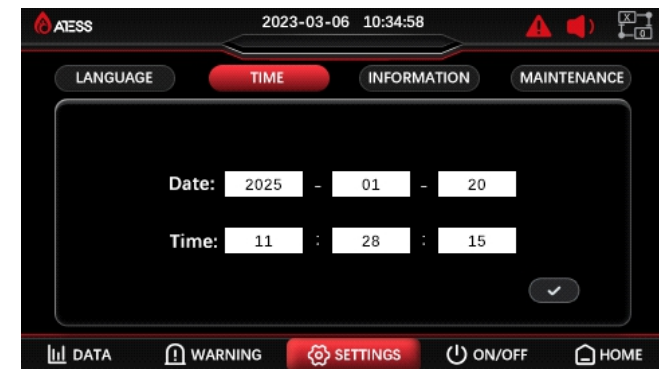 ATESS 2023-03-06 10:34:58
LANGUAGE TIME INFORMATION MAINTENANCE
Date: 2025 - 01 - 20
Time: 11 : 28 : 15
DATA WARNING SETTINGS ON/OFF HOME